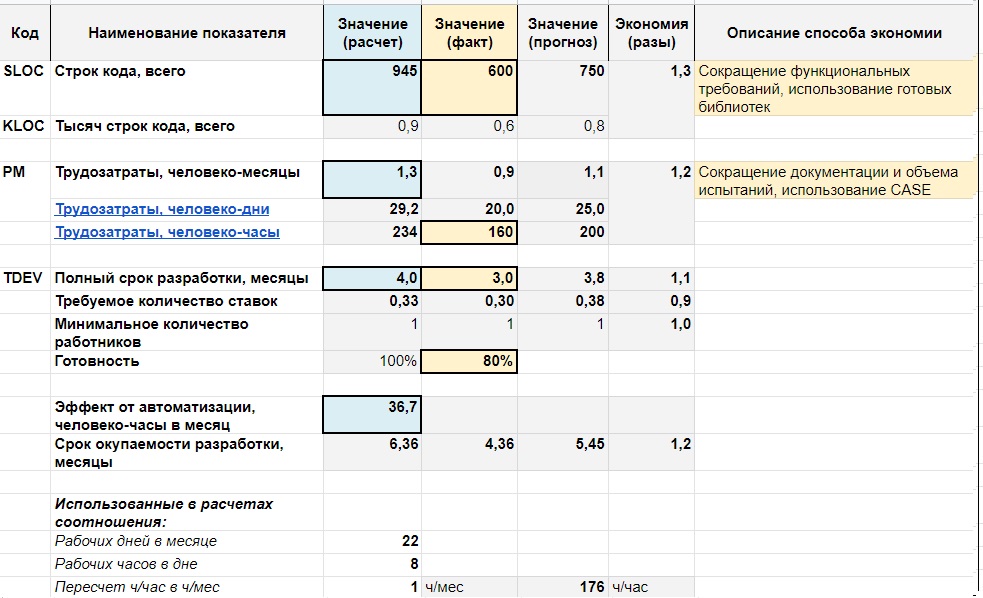 Код Наименование показателя Значение (расчет) Значение (факт) Значение (прогноз) Экономия (разы) Описание способа экономии
SLOC Строк кода, всего 945 600 750 1,3 Сокращение функциональных
требований, использование готовых
библиотек
KLOC Тысяч строк кода, всего 0,9 0,6 0,8
PM Трудозатраты, человеко-месяцы 1,3 0,9 1,1 1,2 Сокращение документации и объема
испытаний, использование CASE
Трудозатраты, человеко-дни 29,2 20,0 25,0
Трудозатраты, человеко-часы 234 160 200
TDEV Полный срок разработки, месяцы 4,0 3,0 3,8 1,1
Требуемое количество ставок 0,33 0,30 0,38 0,9
Минимальное количество
работников 1 1 1 1,0
Готовность 100% 80%
Эффект от автоматизации,
человеко-часы в месяц 36,7
Срок окупаемости разработки,
месяцы 6,36 4,36 5,45 1,2
Использованные в расчетах
соотношения:
Рабочих дней в месяце 22
Рабочих часов в дне 8
Пересчет ч/час в ч/мес 1 ч/мес 176 ч/час